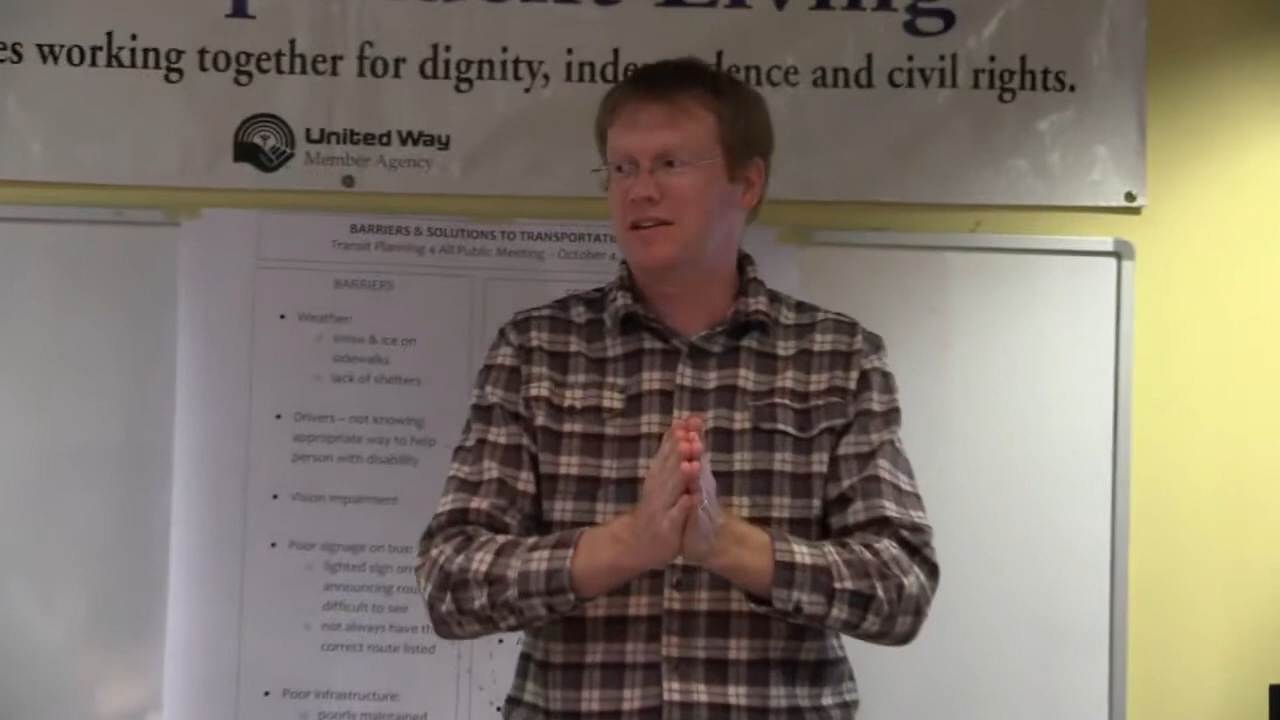 Living
es working together for dignity, inde dence and civil rights.
United Way
Member Agency
BARRIERS & SOLUTIONS TO TRANSPORTATI
Transit Planning 4 All Public Meeting - October 4,
BARRIERS
• Weather:
○ snow & ice on
sidewalks
○ lack of shelters
• Drivers – not knowing
appropriate way to help
person with disability
• Vision impairment
• Poor signage on bus:
○ lighted sign on
announcing rou
difficult to see
○ not always have th
correct route listed
• Poor infrastructure:
○ poorly maintained